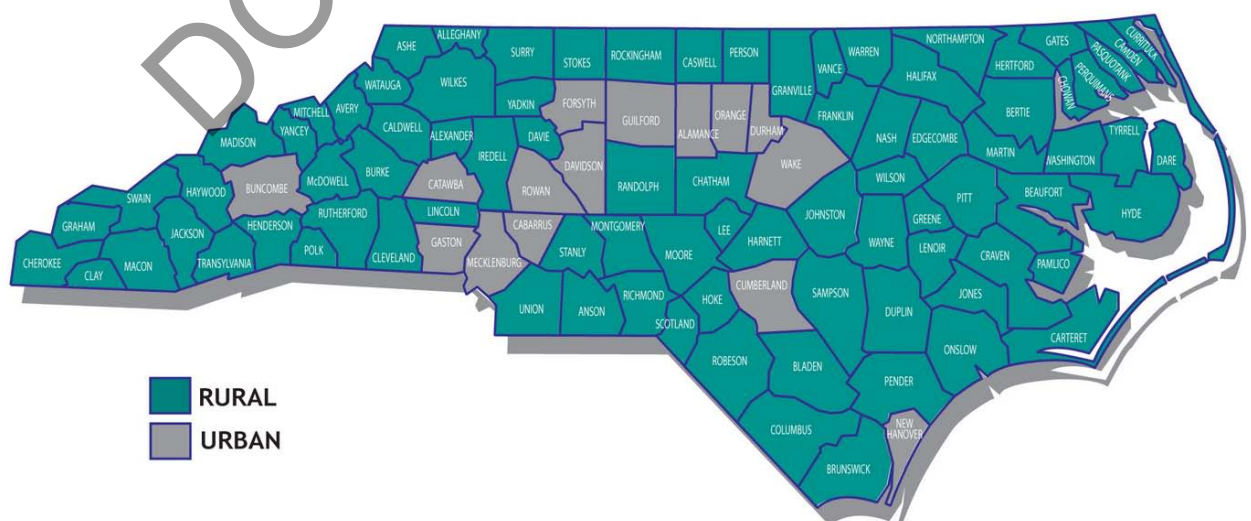 DO
ALLEGHANY
ASHE
SURRY
STOKES
ROCKINGHAM
CASWELL
PERSON
VANCE
WARREN
NORTHAMPTON
GATES
CURRITUCK
CAMDEN
PASQUOTANK
PERQUIMANS
CHOWAN
HERTFORD
HALIFAX
GRANVILLE
WATAUGA
WILKES
YADKIN
FORSYTH
GUILFORD
ALAMANCE
ORANGE
DURHAM
FRANKLIN
BERTIE
MITCHELL
AVERY
YANCEY
CALDWELL
ALEXANDER
IREDELL
DAVIE
DAVIDSON
WAKE
NASH
EDGECOMBE
MARTIN
WASHINGTON
TYRRELL
DARE
MADISON
BUNCOMBE
McDOWELL
BURKE
CATAWBA
ROWAN
RANDOLPH
CHATHAM
WILSON
PITT
BEAUFORT
HYDE
SWAIN
HAYWOOD
GRAHAM
JACKSON
HENDERSON
RUTHERFORD
LINCOLN
CABARRUS
MONTGOMERY
LEE
JOHNSTON
GREENE
CHEROKEE
CLAY
MACON
TRANSYLVANIA
POLK
CLEVELAND
GASTON
MECKLENBURG
STANLY
MOORE
HARNETT
WAYNE
LENOIR
CRAVEN
PAMLICO
UNION
ANSON
RICHMOND
SCOTLAND
HOKE
CUMBERLAND
SAMPSON
DUPLIN
JONES
CARTERET
ONSLOW
ROBESON
BLADEN
PENDER
COLUMBUS
NEW
HANOVER
BRUNSWICK
RURAL
URBAN